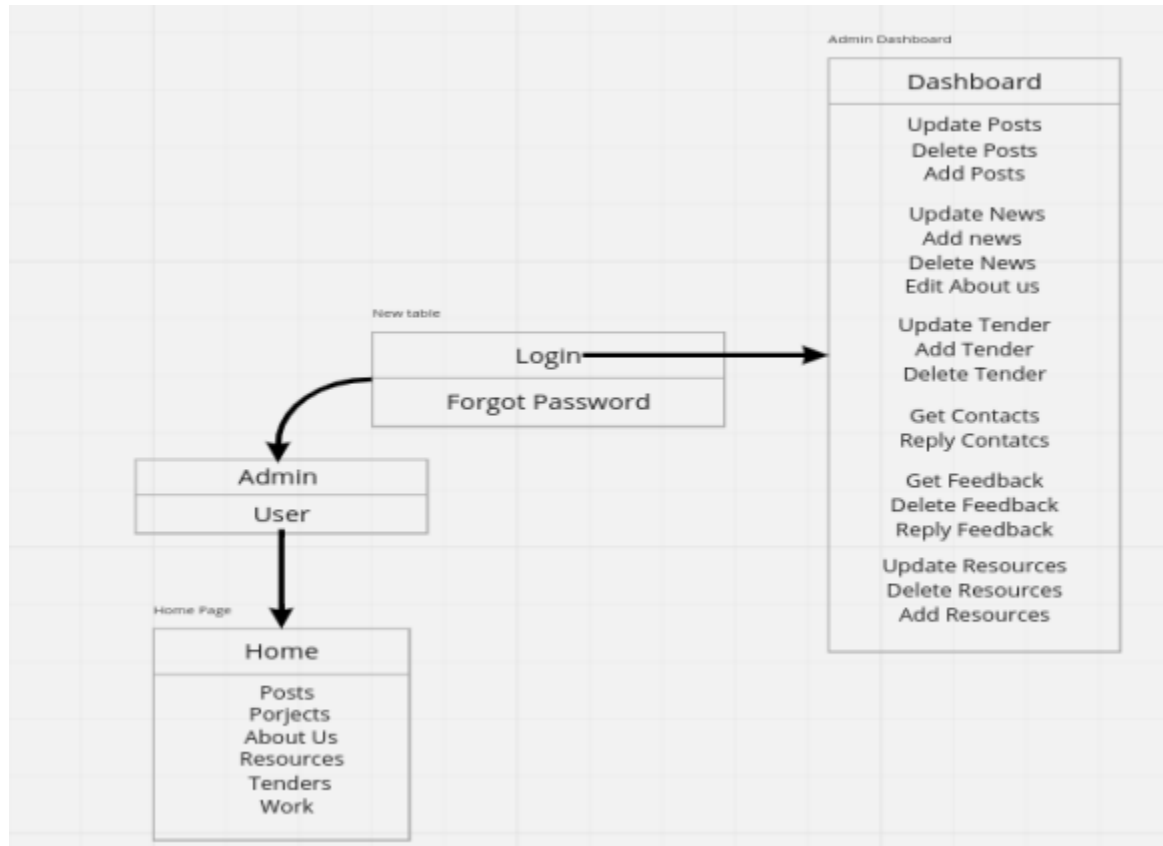 Admin Dashboard
Dashboard
Update Posts
Delete Posts
Add Posts
Update News
Add news
Delete News
Edit About us
Update Tender
Add Tender
Delete Tender
Get Contacts
Reply Contatcs
Get Feedback
Delete Feedback
Reply Feedback
Update Resources
Delete Resources
Add Resources
New table
Login
Forgot Password
Admin
User
Home Page
Home
Posts
Porjects
About Us
Resources
Tenders
Work